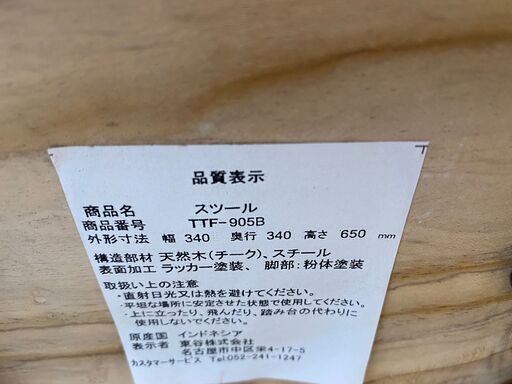 品質表示
商品名 スツール
商品番号 TTF-905B
外形寸法 幅 340 奥行 340 高さ 650 mm
構造部材 天然木(チーク)、スチール
表面加工 ラッカー塗装、 脚部:粉体塗装
取扱い上の注意
・直射日光又は熱を避けてください。
・平坦な場所に安定させた状態で使用してください。
・上に立ったり、飛んだり、踏み台の代わりに
使用しないでください。
原産国 インドネシア
表示者 東谷株式会社
名古屋市中区栄4-17-5
カスタマーサービス Tel.052-241-1247